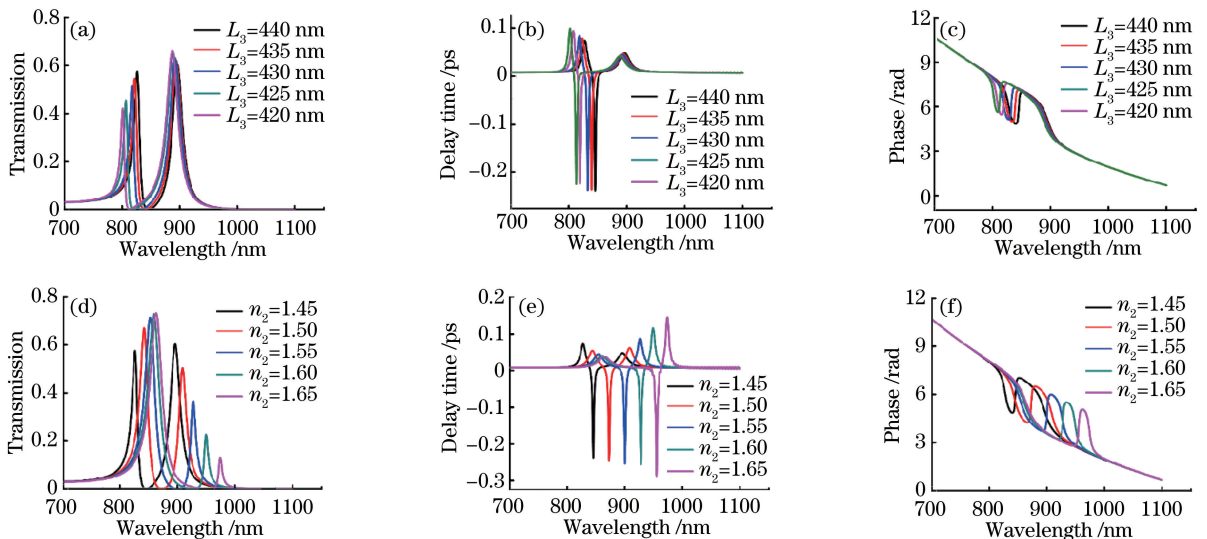 (a)
0.8
0.6
0.4
0.2
0
Transmission
L₃=440 nm
L₃=435 nm
L₃=430 nm
L₃=425 nm
L₃=420 nm
700 800 900 1000 1100
Wavelength /nm
(b)
0.1
0
−0.1
−0.2
Delay time /ps
L₃=440 nm
L₃=435 nm
L₃=430 nm
L₃=425 nm
L₃=420 nm
700 800 900 1000 1100
Wavelength /nm
(c)
12
9
6
3
0
Phase /rad
L₃=440 nm
L₃=435 nm
L₃=430 nm
L₃=425 nm
L₃=420 nm
700 800 900 1000 1100
Wavelength /nm
(d)
0.8
0.6
0.4
0.2
0
Transmission
n₂=1.45
n₂=1.50
n₂=1.55
n₂=1.60
n₂=1.65
700 800 900 1000 1100
Wavelength /nm
(e)
0.2
0.1
0
−0.1
−0.2
−0.3
Delay time /ps
n₂=1.45
n₂=1.50
n₂=1.55
n₂=1.60
n₂=1.65
700 800 900 1000 1100
Wavelength /nm
(f)
12
9
6
3
0
Phase /rad
n₂=1.45
n₂=1.50
n₂=1.55
n₂=1.60
n₂=1.65
700 800 900 1000 1100
Wavelength /nm